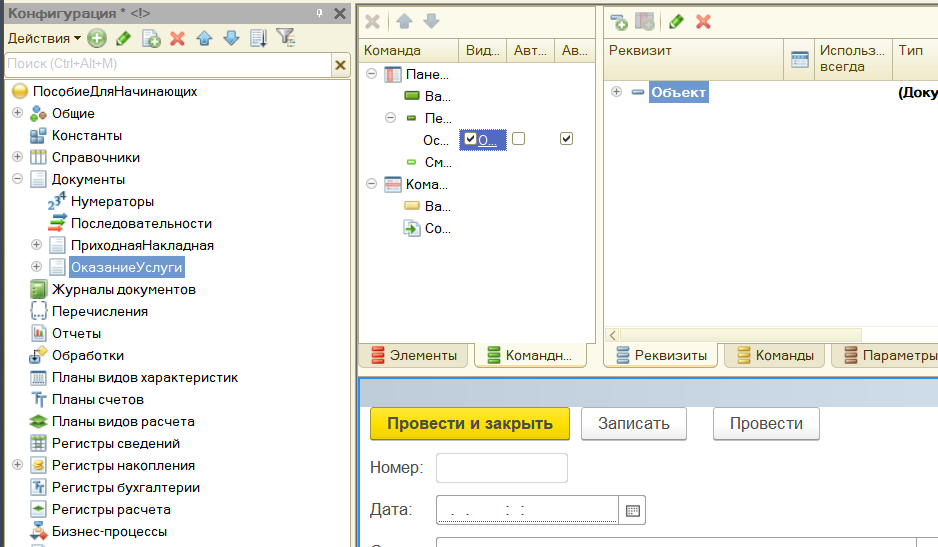 Конфигурация * <!>
Действия
Поиск (Ctrl+Alt+M)
ПособиеДляНачинающих
Общие
Константы
Справочники
Документы
Нумераторы
Последовательности
ПриходнаяНакладная
ОказаниеУслуги
Журналы документов
Перечисления
Отчеты
Обработки
Планы видов характеристик
Планы счетов
Планы видов расчета
Регистры сведений
Регистры накопления
Регистры бухгалтерии
Регистры расчета
Бизнес-процессы
Команда Вид... Авт... Ав...
Пане...
Ва...
Пе...
Ос... О...
См...
Кома...
Ва...
Со...
Элементы Командн...
Реквизит Использ... всегда Тип
Объект (Доку
Реквизиты Команды Параметры
Провести и закрыть Записать Провести
Номер:
Дата: . . : :